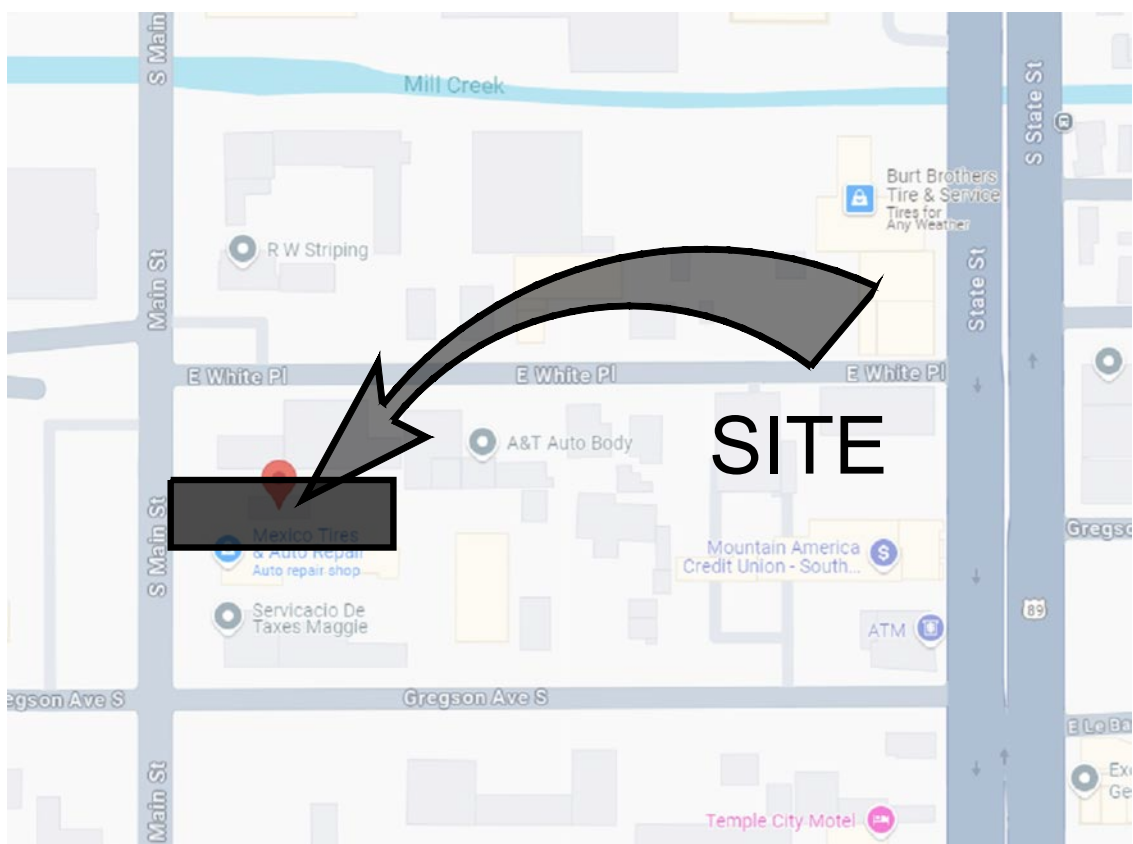 S Main
Mill Creek
S State St
Burt Brothers
Tire & Service
Tires for
Any Weather
R W Striping
Main St
State St
E White Pl
E White Pl
E White Pl
SITE
A&T Auto Body
S Main St
Mexico Tires
& Auto Repair
Auto repair shop
Mountain America
Credit Union - South...
$
Gregso
Servicacio De
Taxes Maggie
89
ATM
egson Ave S
Gregson Ave S
E Le Ba
Main St
Exc
Ge
Temple City Motel